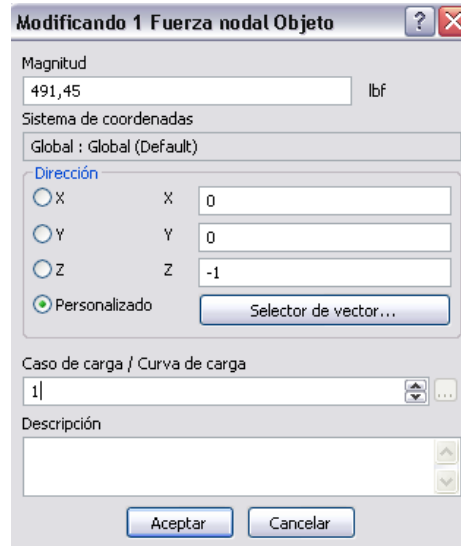 Modificando 1 Fuerza nodal Objeto ?
Magnitud
491,45 lbf
Sistema de coordenadas
Global : Global (Default)
Dirección
X X 0
Y Y 0
Z Z -1
Personalizado Selector de vector...
Caso de carga / Curva de carga
1 ...
Descripción
Aceptar Cancelar